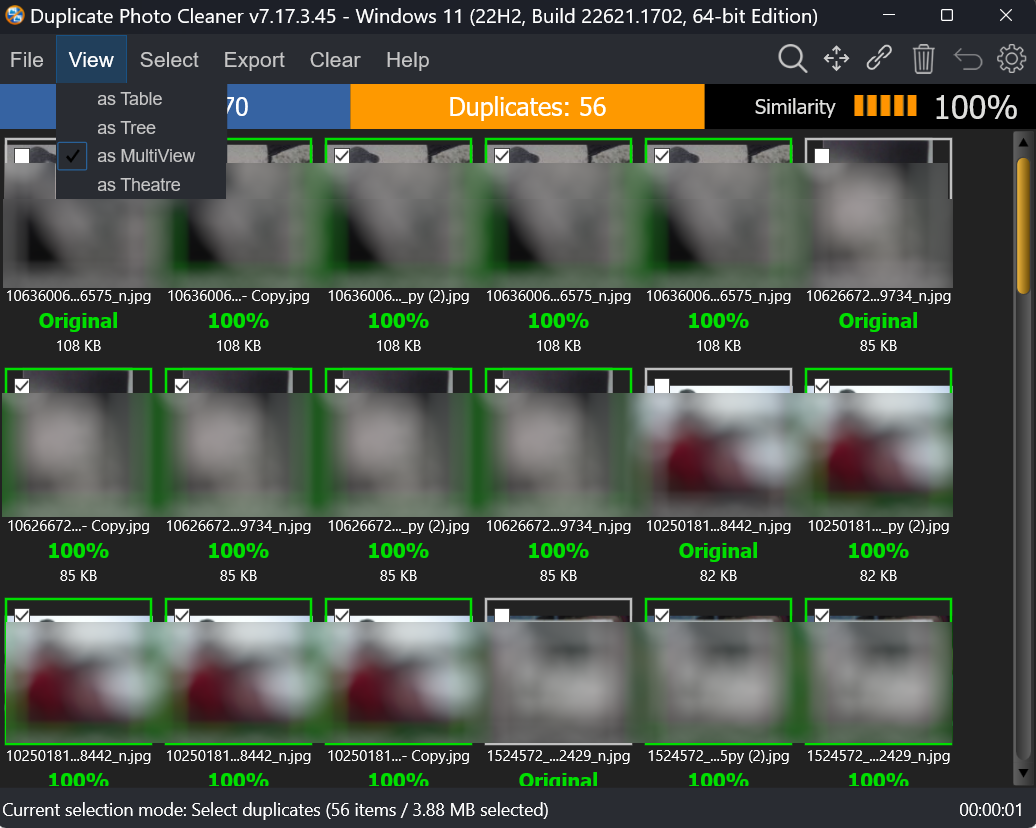 Duplicate Photo Cleaner v7.17.3.45 - Windows 11 (22H2, Build 22621.1702, 64-bit Edition)
File View Select Export Clear Help
as Table
as Tree
as MultiView
as Theatre
70 Duplicates: 56 Similarity 100%
10636006...6575_n.jpg 10636006...- Copy.jpg 10636006..._py (2).jpg 10636006...6575_n.jpg 10636006...6575_n.jpg 10626672...9734_n.jpg
Original 100% 100% 100% 100% Original
108 KB 108 KB 108 KB 108 KB 108 KB 85 KB
10626672...- Copy.jpg 10626672...9734_n.jpg 10626672..._py (2).jpg 10626672...9734_n.jpg 10250181...8442_n.jpg 10250181..._py (2).jpg
100% 100% 100% 100% Original 100%
85 KB 85 KB 85 KB 85 KB 82 KB 82 KB
10250181...8442_n.jpg 10250181...8442_n.jpg 10250181...- Copy.jpg 1524572_...2429_n.jpg 1524572_...5py (2).jpg 1524572_...2429_n.jpg
100% 100% 100% Original 100% 100%
Current selection mode: Select duplicates (56 items / 3.88 MB selected) 00:00:01